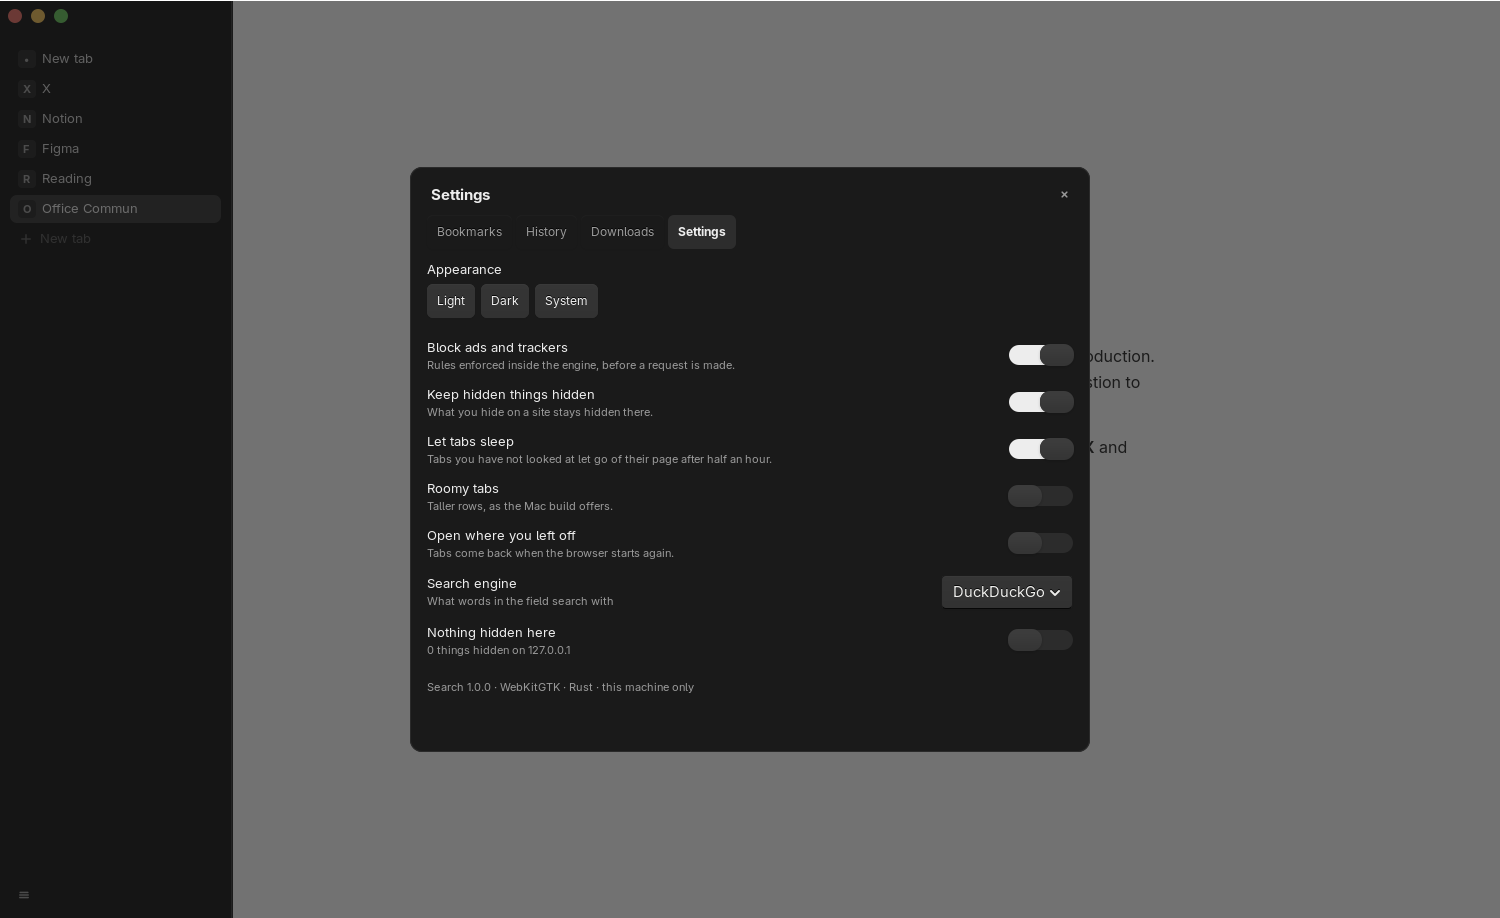 New tab
X X
N Notion
F Figma
R Reading
O Office Commun
+ New tab
Settings
×
Bookmarks History Downloads Settings
Appearance
Light Dark System
Block ads and trackers
Rules enforced inside the engine, before a request is made.
Keep hidden things hidden
What you hide on a site stays hidden there.
Let tabs sleep
Tabs you have not looked at let go of their page after half an hour.
Roomy tabs
Taller rows, as the Mac build offers.
Open where you left off
Tabs come back when the browser starts again.
Search engine
What words in the field search with
DuckDuckGo
Nothing hidden here
0 things hidden on 127.0.0.1
Search 1.0.0 · WebKitGTK · Rust · this machine only
and